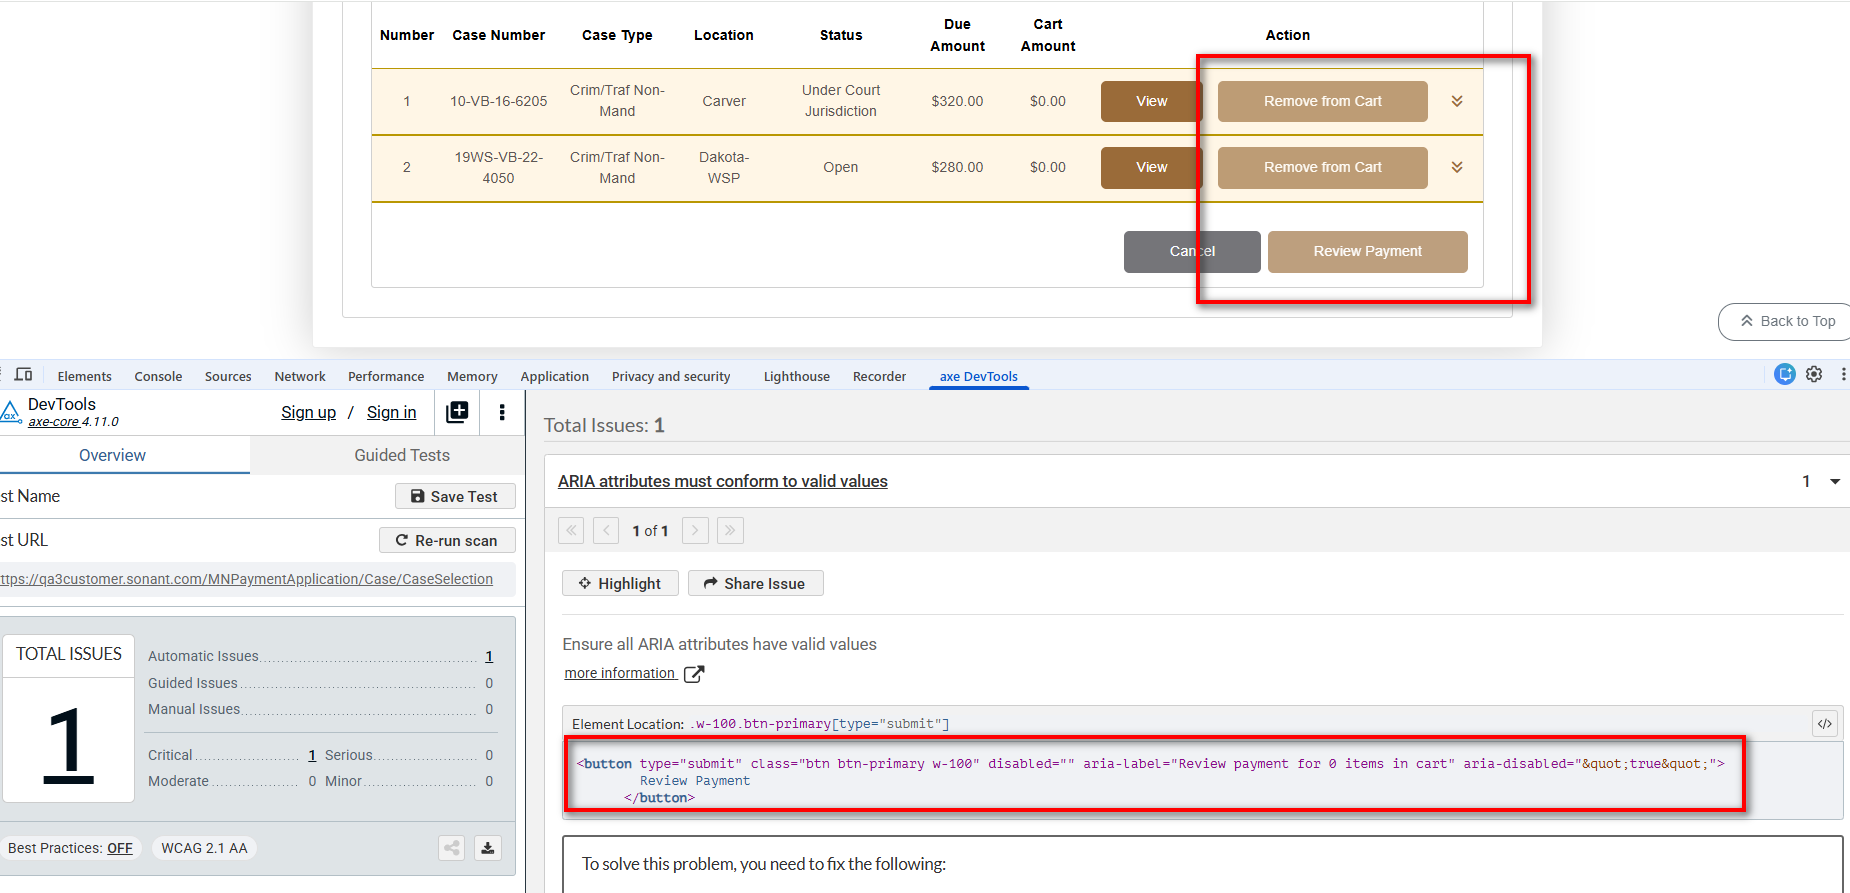 Number Case Number Case Type Location Status Due Amount Cart Amount Action
1 10-VB-16-6205 Crim/Traf Non-Mand Carver Under Court Jurisdiction $320.00 $0.00 View Remove from Cart
2 19WS-VB-22-4050 Crim/Traf Non-Mand Dakota-WSP Open $280.00 $0.00 View Remove from Cart
Cancel Review Payment
Back to Top
Elements Console Sources Network Performance Memory Application Privacy and security Lighthouse Recorder axe DevTools
DevTools
axe-core 4.11.0
Sign up / Sign in
Overview Guided Tests
st Name
Save Test
st URL
Re-run scan
ttps://qa3customer.sonant.com/MNPaymentApplication/Case/CaseSelection
TOTAL ISSUES
1
Automatic Issues 1
Guided Issues 0
Manual Issues 0
Critical 1 Serious 0
Moderate 0 Minor 0
Best Practices: OFF WCAG 2.1 AA
Total Issues: 1
ARIA attributes must conform to valid values 1
1 of 1
Highlight Share Issue
Ensure all ARIA attributes have valid values
more information
Element Location: .w-100.btn-primary[type="submit"]
</>
<button type="submit" class="btn btn-primary w-100" disabled="" aria-label="Review payment for 0 items in cart" aria-disabled="&quot;true&quot;">
Review Payment
</button>
To solve this problem, you need to fix the following: